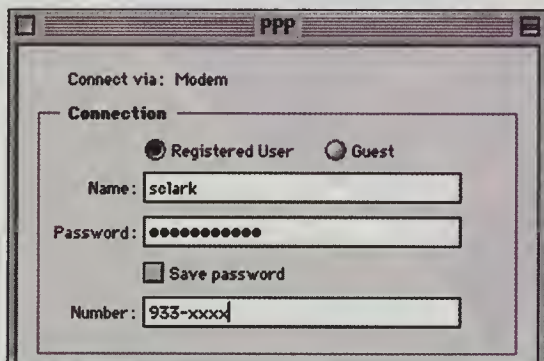 PPP
Connect via: Modem
Connection
Registered User Guest
Name: sclark
Password: ●●●●●●●●●●●
Save password
Number: 933-xxxx